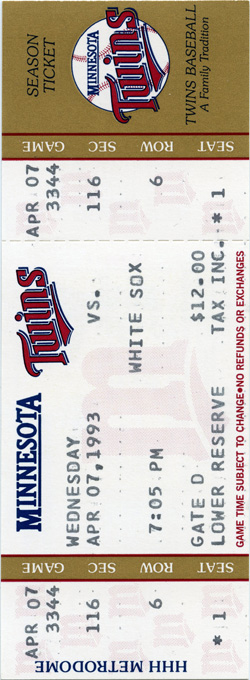 SEASON
TICKET
MINNESOTA
Twins
TWINS BASEBALL
A Family Tradition
GAME SEC ROW SEAT
APR 07
3344 116 6 * 1
MINNESOTA Twins
WEDNESDAY VS.
APR 07,1993
7:05 PM WHITE SOX
GATE D $12.00
LOWER RESERVE TAX INC.
GAME TIME SUBJECT TO CHANGE•NO REFUNDS OR EXCHANGES
GAME SEC ROW SEAT
APR 07
3344 116 6 * 1
HHH METRODOME